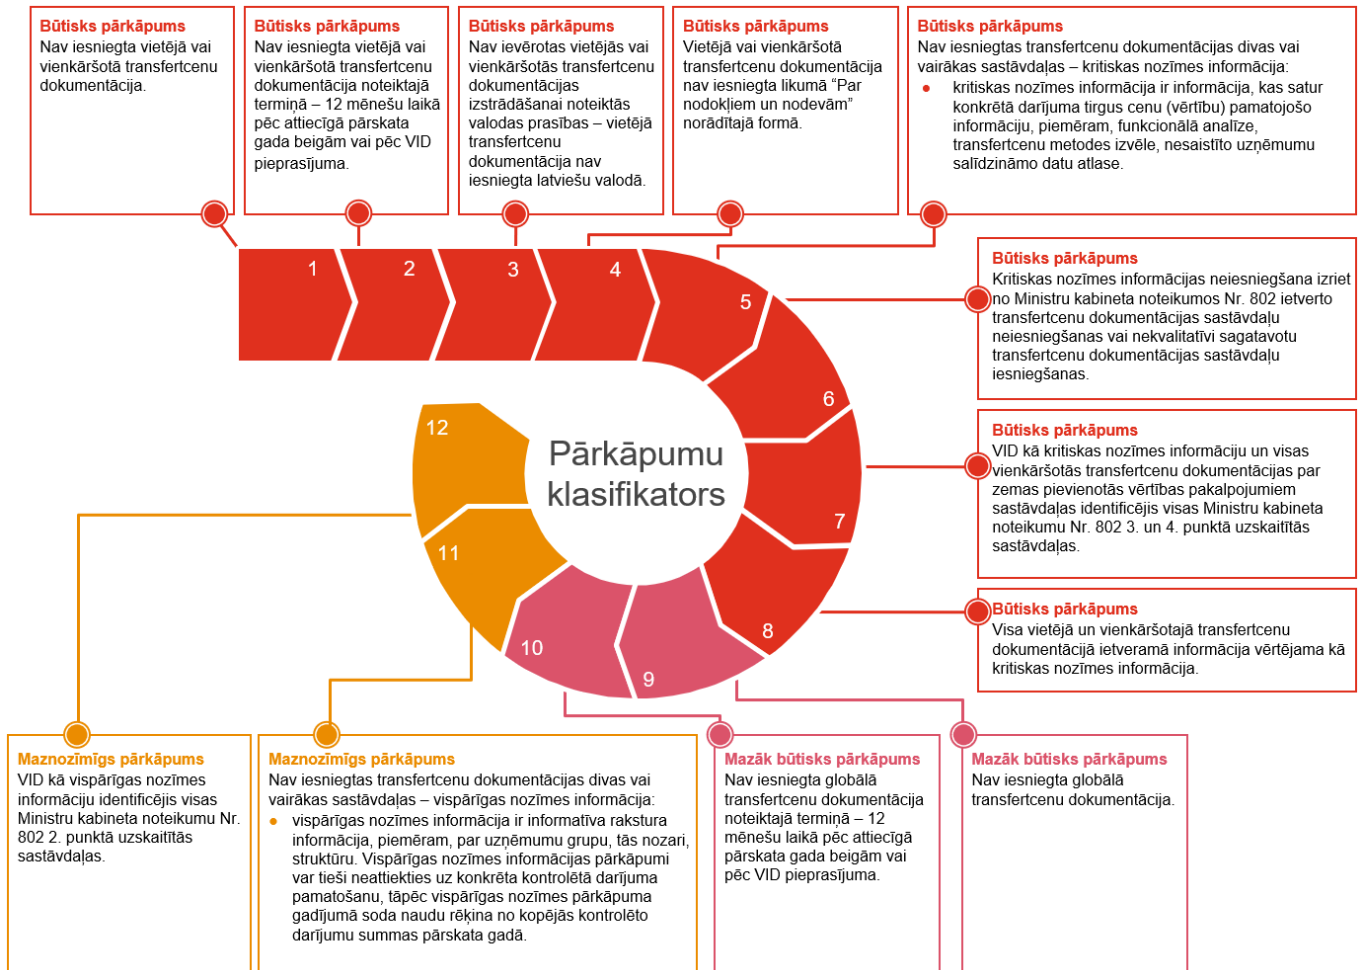 Būtisks pārkāpums
Nav iesniegta vietējā vai
vienkāršotā transfertcenu
dokumentācija.
Būtisks pārkāpums
Nav iesniegta vietējā vai
vienkāršotā transfertcenu
dokumentācija noteiktajā
termiņā – 12 mēnešu laikā
pēc attiecīgā pārskata
gada beigām vai pēc VID
pieprasījuma.
Būtisks pārkāpums
Nav ievērotas vietējās vai
vienkāršotās transfertcenu
dokumentācijas
izstrādāšanai noteiktās
valodas prasības – vietējā
transfertcenu
dokumentācija nav
iesniegta latviešu valodā.
Būtisks pārkāpums
Vietējā vai vienkāršotā
transfertcenu dokumentācija
nav iesniegta likumā “Par
nodokļiem un nodevām”
norādītajā formā.
Būtisks pārkāpums
Nav iesniegtas transfertcenu dokumentācijas divas vai
vairākas sastāvdaļas – kritiskas nozīmes informācija:
• kritiskas nozīmes informācija ir informācija, kas satur
konkrētā darījuma tirgus cenu (vērtību) pamatojošo
informāciju, piemēram, funkcionālā analīze,
transfertcenu metodes izvēle, nesaistīto uzņēmumu
salīdzināmo datu atlase.
1
2
3
4
5
6
7
8
9
10
11
12
Pārkāpumu
klasifikators
Būtisks pārkāpums
Kritiskas nozīmes informācijas neiesniegšana izriet
no Ministru kabineta noteikumos Nr. 802 ietverto
transfertcenu dokumentācijas sastāvdaļu
neiesniegšanas vai nekvalitatīvi sagatavotu
transfertcenu dokumentācijas sastāvdaļu
iesniegšanas.
Būtisks pārkāpums
VID kā kritiskas nozīmes informāciju un visas
vienkāršotās transfertcenu dokumentācijas par
zemas pievienotās vērtības pakalpojumiem
sastāvdaļas identificējis visas Ministru kabineta
noteikumu Nr. 802 3. un 4. punktā uzskaitītās
sastāvdaļas.
Būtisks pārkāpums
Visa vietējā un vienkāršotajā transfertcenu
dokumentācijā ietveramā informācija vērtējama kā
kritiskas nozīmes informācija.
Maznozīmīgs pārkāpums
VID kā vispārīgas nozīmes
informāciju identificējis visas
Ministru kabineta noteikumu Nr.
802 2. punktā uzskaitītās
sastāvdaļas.
Maznozīmīgs pārkāpums
Nav iesniegtas transfertcenu dokumentācijas divas vai
vairākas sastāvdaļas – vispārīgas nozīmes informācija:
• vispārīgas nozīmes informācija ir informatīva rakstura
informācija, piemēram, par uzņēmumu grupu, tās nozari,
struktūru. Vispārīgas nozīmes informācijas pārkāpumi
var tieši neattiekties uz konkrēta kontrolētā darījuma
pamatošanu, tāpēc vispārīgas nozīmes pārkāpuma
gadījumā soda naudu rēķina no kopējās kontrolēto
darījumu summas pārskata gadā.
Mazāk būtisks pārkāpums
Nav iesniegta globālā
transfertcenu dokumentācija
noteiktajā termiņā – 12
mēnešu laikā pēc attiecīgā
pārskata gada beigām vai
pēc VID pieprasījuma.
Mazāk būtisks pārkāpums
Nav iesniegta globālā
transfertcenu dokumentācija.